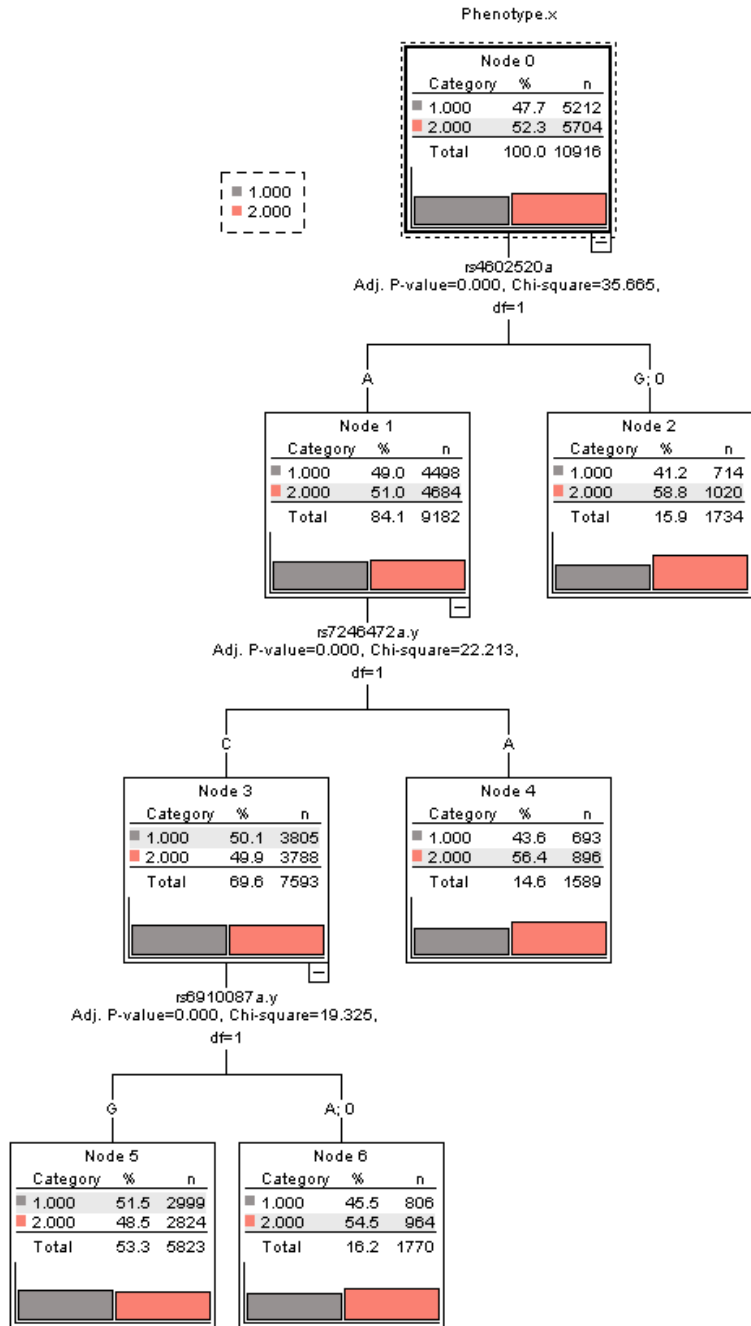 Phenotype.x
Node 0
Category % n
1.000 47.7 5212
2.000 52.3 5704
Total 100.0 10916
1.000
2.000
rs4602520a
Adj. P-value=0.000, Chi-square=35.665,
df=1
A
G; 0
Node 1
Category % n
1.000 49.0 4498
2.000 51.0 4684
Total 84.1 9182
Node 2
Category % n
1.000 41.2 714
2.000 58.8 1020
Total 15.9 1734
rs7246472a.y
Adj. P-value=0.000, Chi-square=22.213,
df=1
C
A
Node 3
Category % n
1.000 50.1 3805
2.000 49.9 3788
Total 69.6 7593
Node 4
Category % n
1.000 43.6 693
2.000 56.4 896
Total 14.6 1589
rs6910087a.y
Adj. P-value=0.000, Chi-square=19.325,
df=1
G
A; 0
Node 5
Category % n
1.000 51.5 2999
2.000 48.5 2824
Total 53.3 5823
Node 6
Category % n
1.000 45.5 806
2.000 54.5 964
Total 16.2 1770